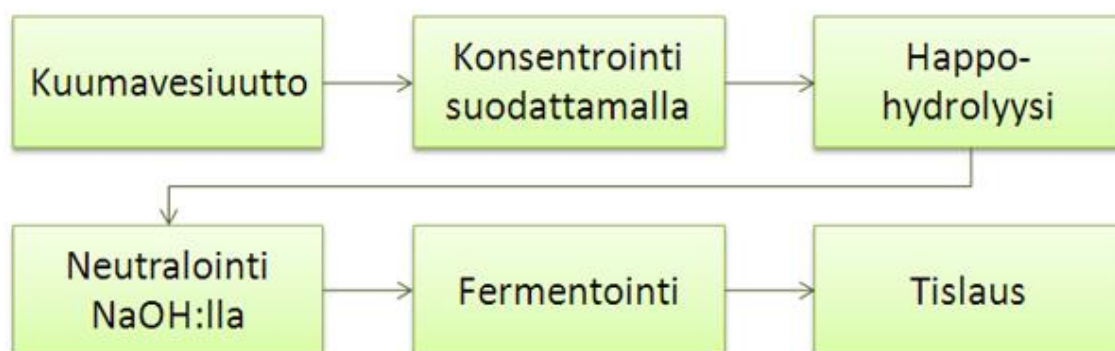 Kuumavesiuutto
Konsentrointi
suodattamalla
Happo-
hydrolyysi
Neutralointi
NaOH:lla
Fermentointi
Tislaus